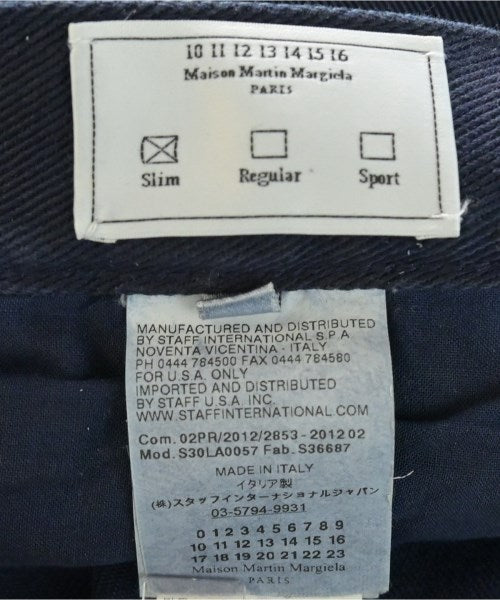 10 11 12 13 14 15 16
Maison Martin Margiela
PARIS
Slim Regular Sport
MANUFACTURED AND DISTRIBUTED
BY STAFF INTERNATIONAL S.P.A
NOVENTA VICENTINA - ITALY
PH 0444 784500 FAX 0444 784580
FOR U.S.A. ONLY
IMPORTED AND DISTRIBUTED
BY STAFF U.S.A. INC.
WWW.STAFFINTERNATIONAL.COM
Com. 02PR/2012/2853 - 2012 02
Mod. S30LA0057 Fab. S36687
MADE IN ITALY
イタリア製
(株)スタッフインターナショナルジャパン
03-5794-9931
0 1 2 3 4 5 6 7 8 9
10 11 12 13 14 15 16
17 18 19 20 21 22 23
Maison Martin Margiela
PARIS